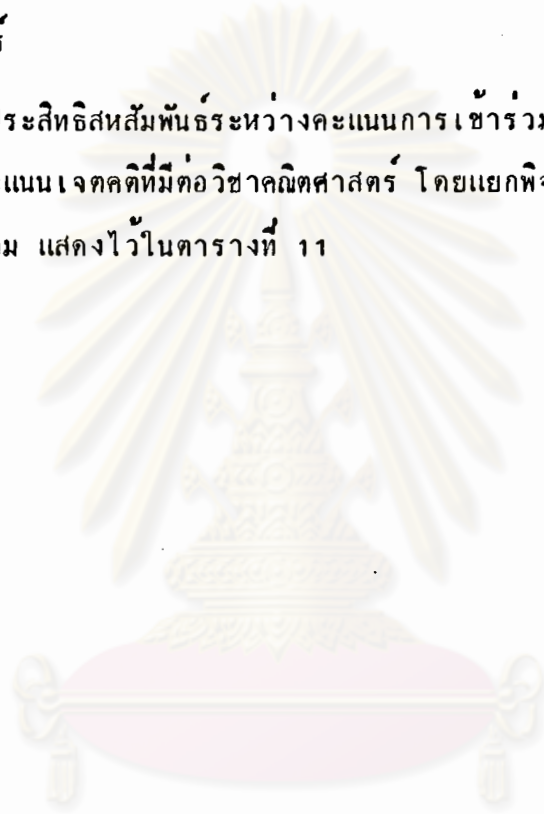 ระสิทธิสหสัมพันธ์ระหว่างคะแนนการเข้าร่วม
แนนเจตคติที่มีต่อวิชาคณิตศาสตร์ โดยแยกพิจ
ม แสดงไว้ในตารางที่ 11